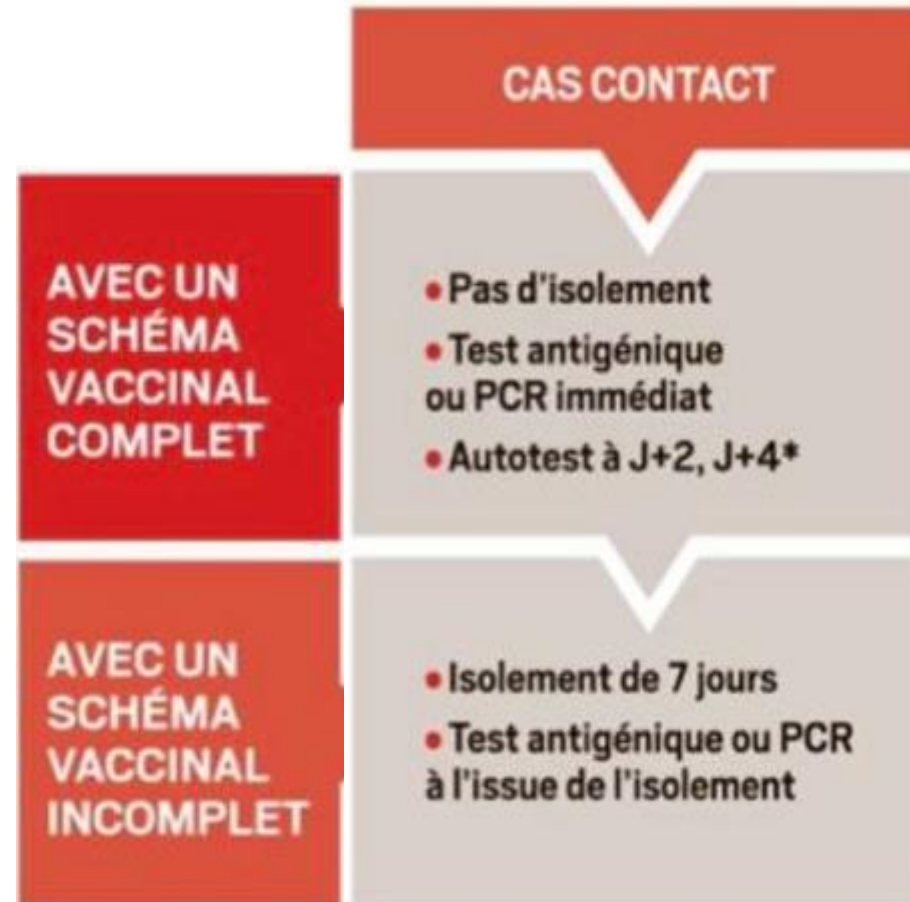 CAS CONTACT
AVEC UN
SCHÉMA
VACCINAL
COMPLET
• Pas d'isolement
• Test antigénique
ou PCR immédiat
• Autotest à J+2, J+4*
AVEC UN
SCHÉMA
VACCINAL
INCOMPLET
• Isolement de 7 jours
• Test antigénique ou PCR
à l'issue de l'isolement